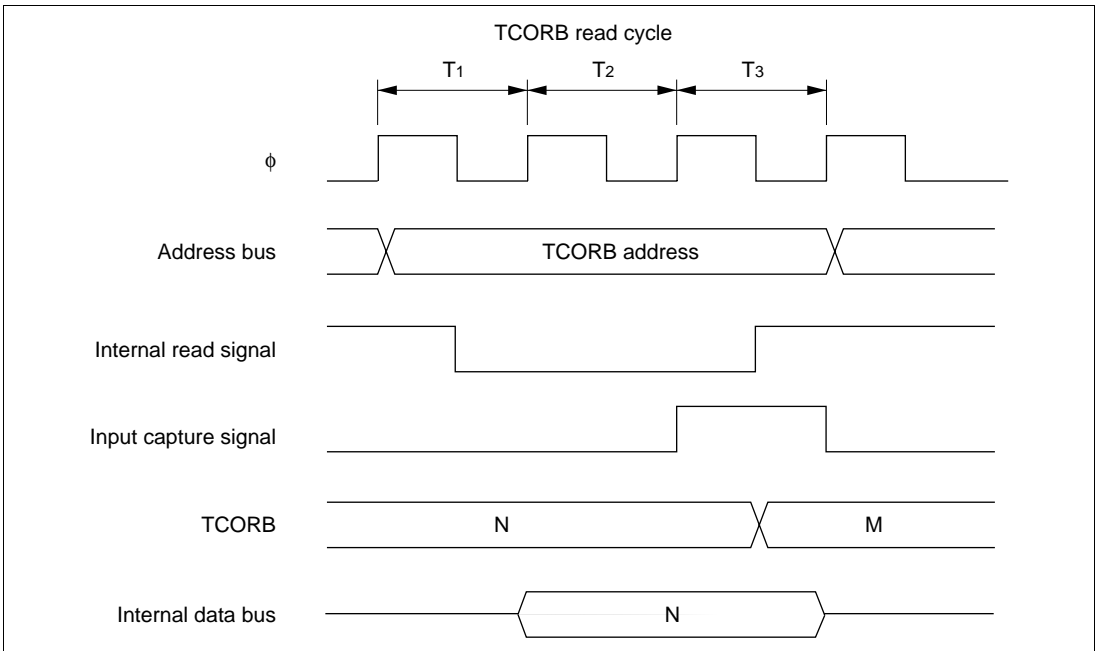 TCORB read cycle
T1 T2 T3
ϕ
Address bus TCORB address
Internal read signal
Input capture signal
TCORB N M
Internal data bus N